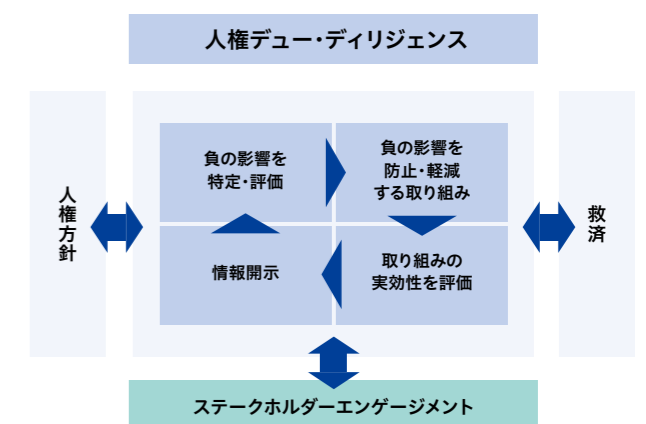 人権デュー・ディリジェンス
人権方針
負の影響を
特定・評価
負の影響を
防止・軽減
する取り組み
情報開示
取り組みの
実効性を評価
救済
ステークホルダーエンゲージメント